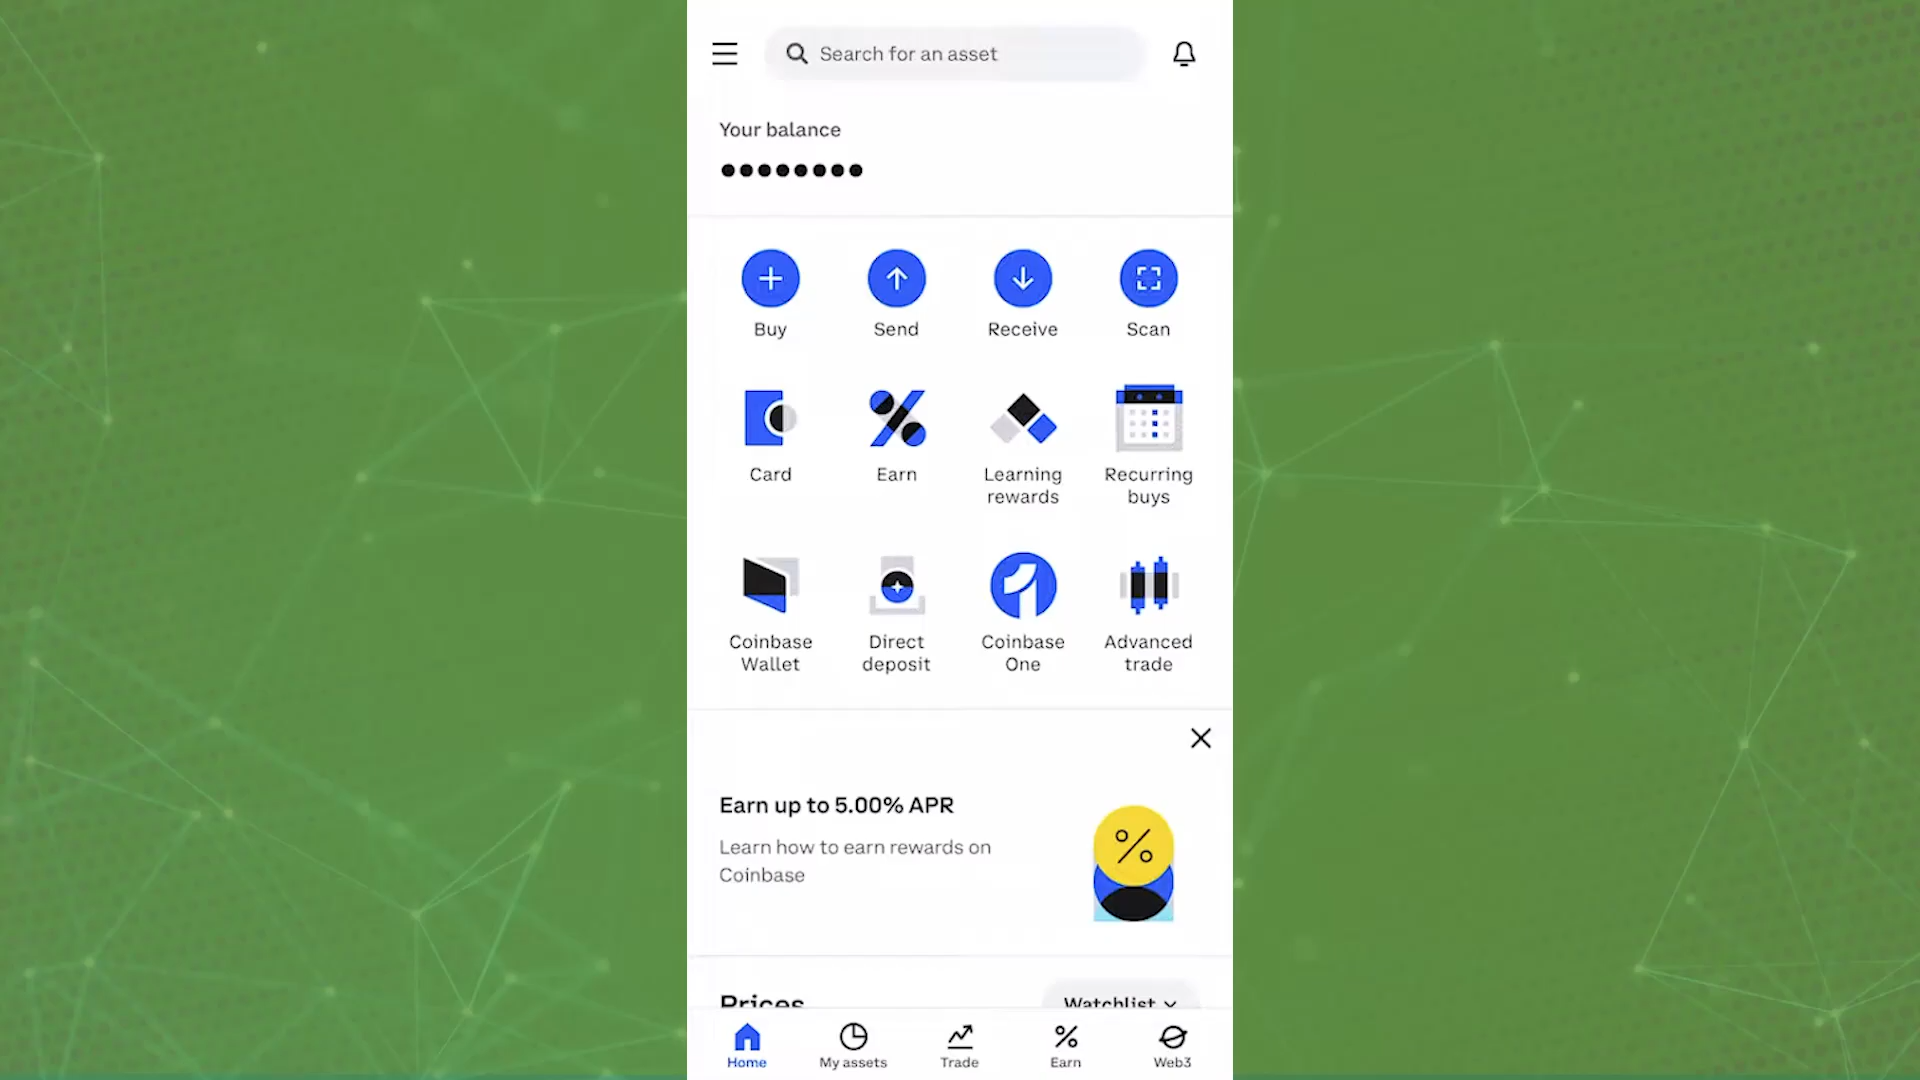 Search for an asset
Your balance
Buy
Send
Receive
Scan
Card
Earn
Learning
rewards
Recurring
buys
Coinbase
Wallet
Direct
deposit
Coinbase
One
Advanced
trade
Earn up to 5.00% APR
Learn how to earn rewards on
Coinbase
Prices
Watchlist
Home
My assets
Trade
Earn
Web3